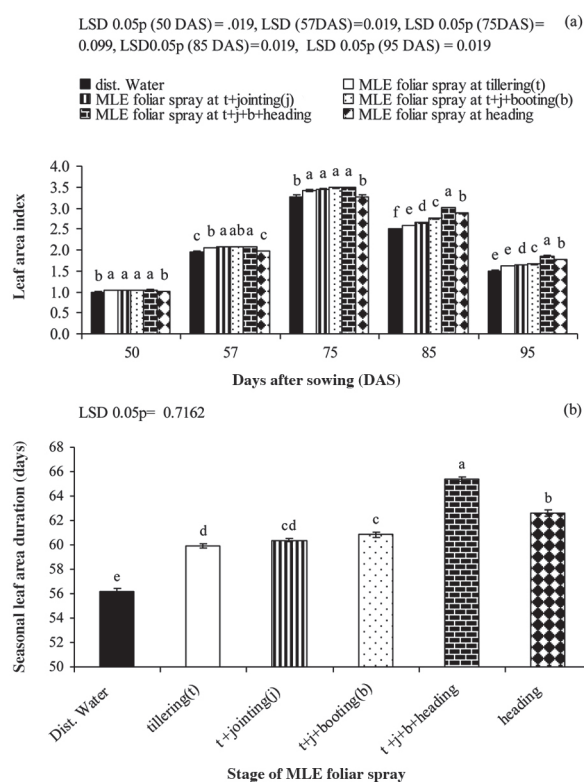 LSD 0.05p (50 DAS) = .019, LSD (57DAS)=0.019, LSD 0.05p (75DAS)= (a)
0.099, LSD0.05p (85 DAS)=0.019, LSD 0.05p (95 DAS) = 0.019
dist. Water MLE foliar spray at tillering(t)
MLE foliar spray at t+jointing(j) MLE foliar spray at t+j+booting(b)
MLE foliar spray at t+j+b+heading MLE foliar spray at heading
Leaf area index
4.0
3.5
3.0
2.5
2.0
1.5
1.0
0.5
0.0
b a a a a b
c b a aba c
b a a a a b
f e d c a b
e e d c a b
50 57 75 85 95
Days after sowing (DAS)
LSD 0.05p= 0.7162 (b)
Seasonal leaf area duration (days)
68
66
64
62
60
58
56
54
52
50
e d cd c a b
Dist. Water tillering(t) t+jointing(j) t+j+booting(b) t +j+b+heading heading
Stage of MLE foliar spray